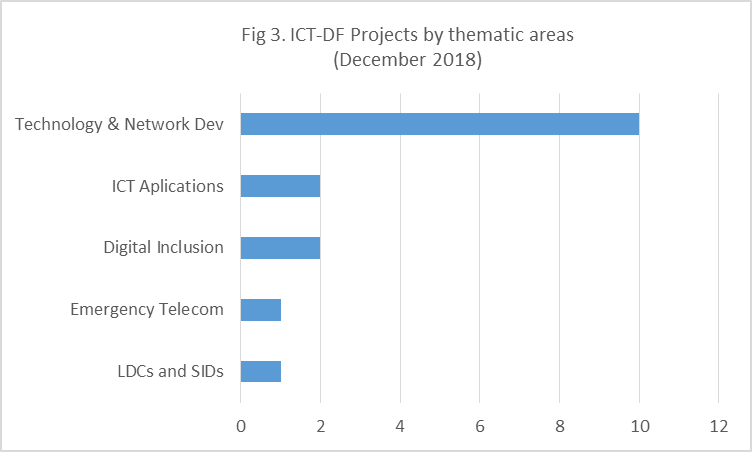 Fig 3. ICT-DF Projects by thematic areas
(December 2018)
Technology & Network Dev
ICT Aplications
Digital Inclusion
Emergency Telecom
LDCs and SIDs
0 2 4 6 8 10 12